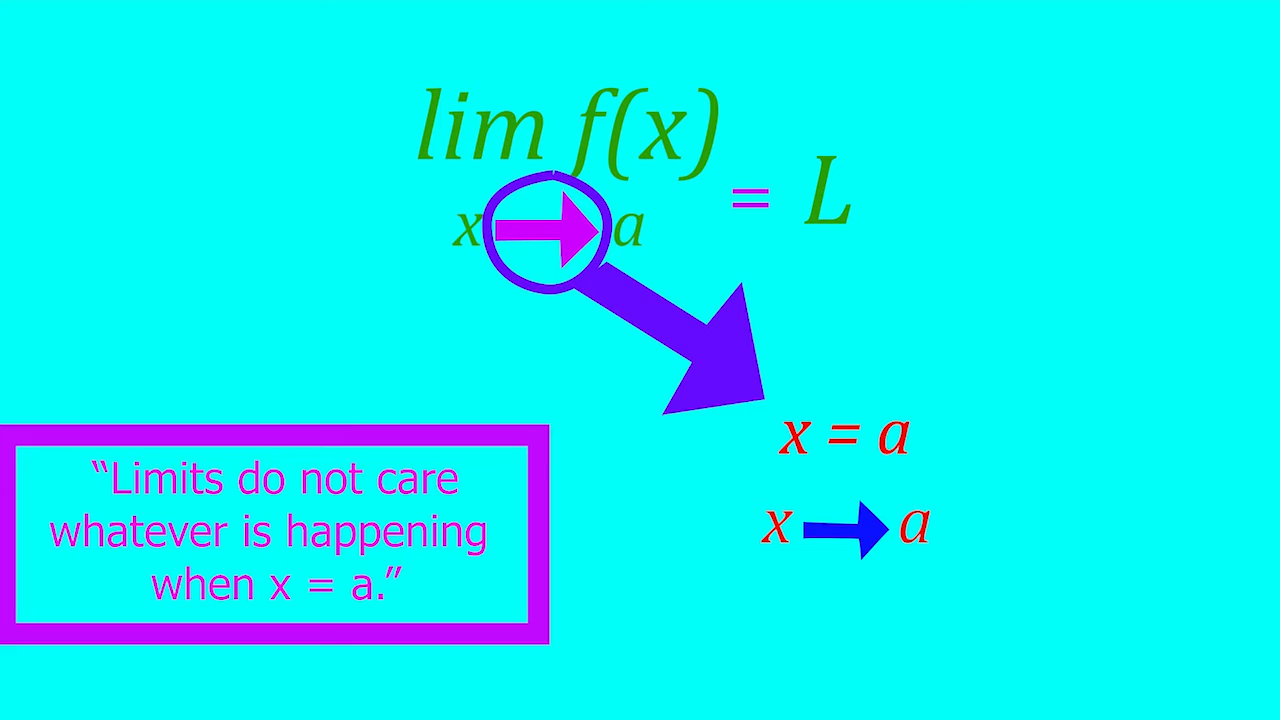 lim f(x)
x → a
= L
x = a
x → a
“Limits do not care
whatever is happening
when x = a.”